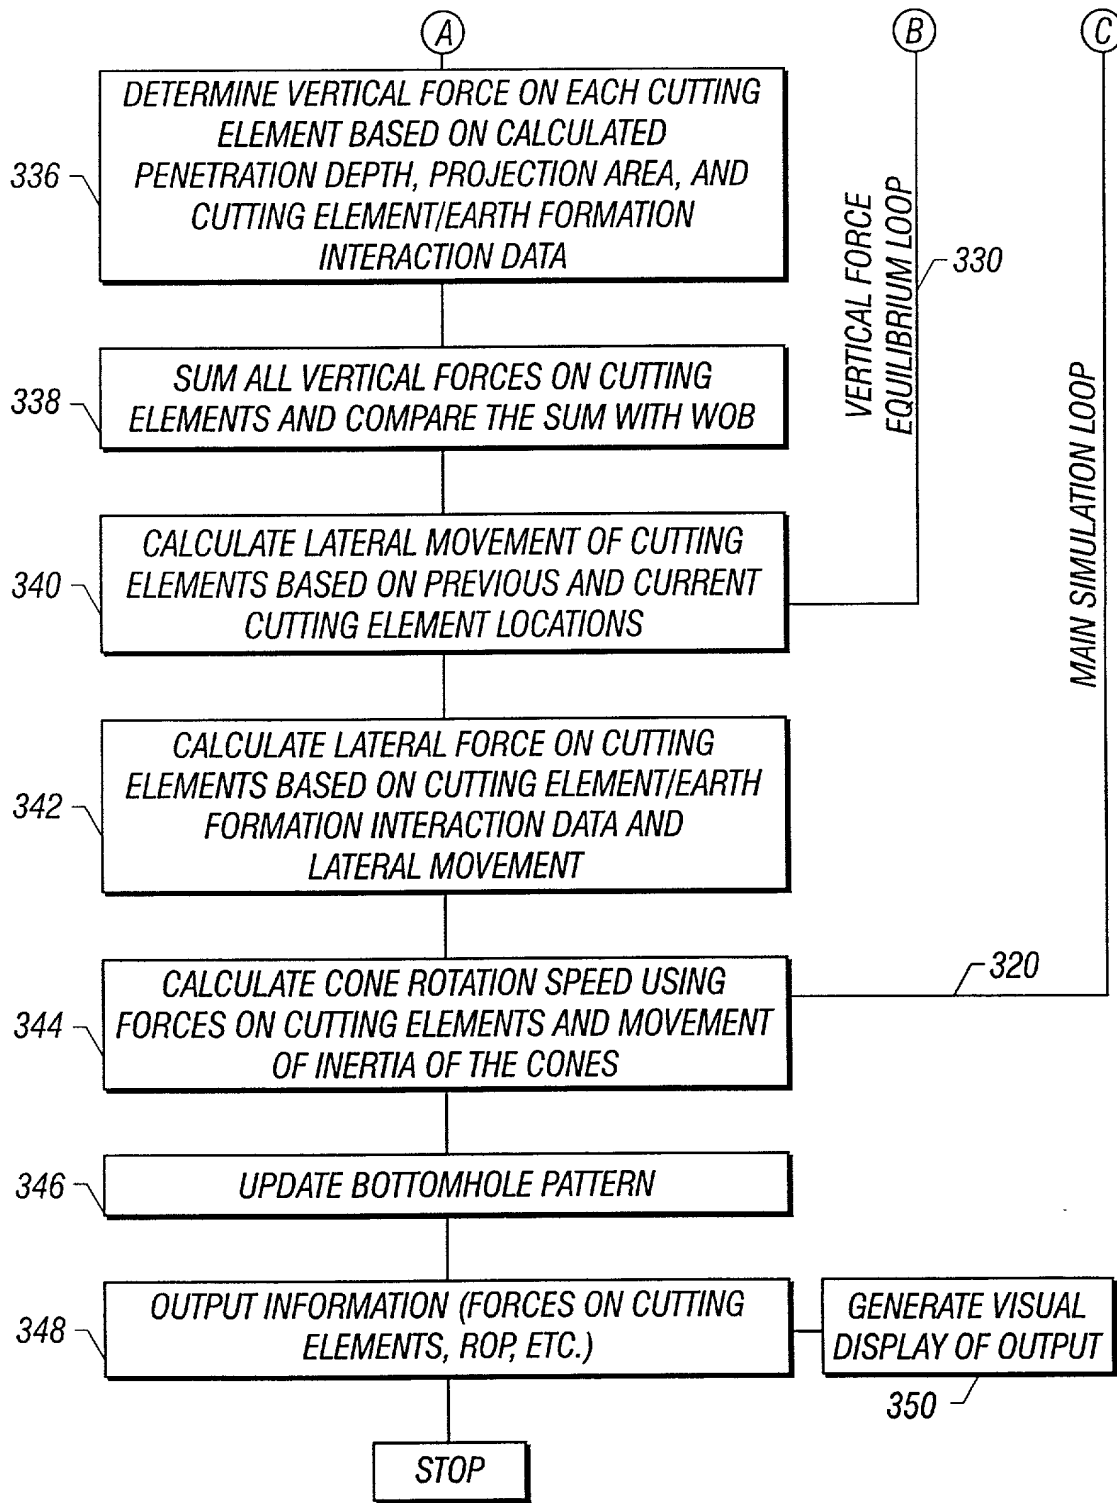 A
B
C
DETERMINE VERTICAL FORCE ON EACH CUTTING
ELEMENT BASED ON CALCULATED
PENETRATION DEPTH, PROJECTION AREA, AND
CUTTING ELEMENT/EARTH FORMATION
INTERACTION DATA
336
VERTICAL FORCE
EQUILIBRIUM LOOP
330
MAIN SIMULATION LOOP
SUM ALL VERTICAL FORCES ON CUTTING
ELEMENTS AND COMPARE THE SUM WITH WOB
338
CALCULATE LATERAL MOVEMENT OF CUTTING
ELEMENTS BASED ON PREVIOUS AND CURRENT
CUTTING ELEMENT LOCATIONS
340
CALCULATE LATERAL FORCE ON CUTTING
ELEMENTS BASED ON CUTTING ELEMENT/EARTH
FORMATION INTERACTION DATA AND
LATERAL MOVEMENT
342
CALCULATE CONE ROTATION SPEED USING
FORCES ON CUTTING ELEMENTS AND MOVEMENT
OF INERTIA OF THE CONES
344
320
UPDATE BOTTOMHOLE PATTERN
346
OUTPUT INFORMATION (FORCES ON CUTTING
ELEMENTS, ROP, ETC.)
348
GENERATE VISUAL
DISPLAY OF OUTPUT
350
STOP